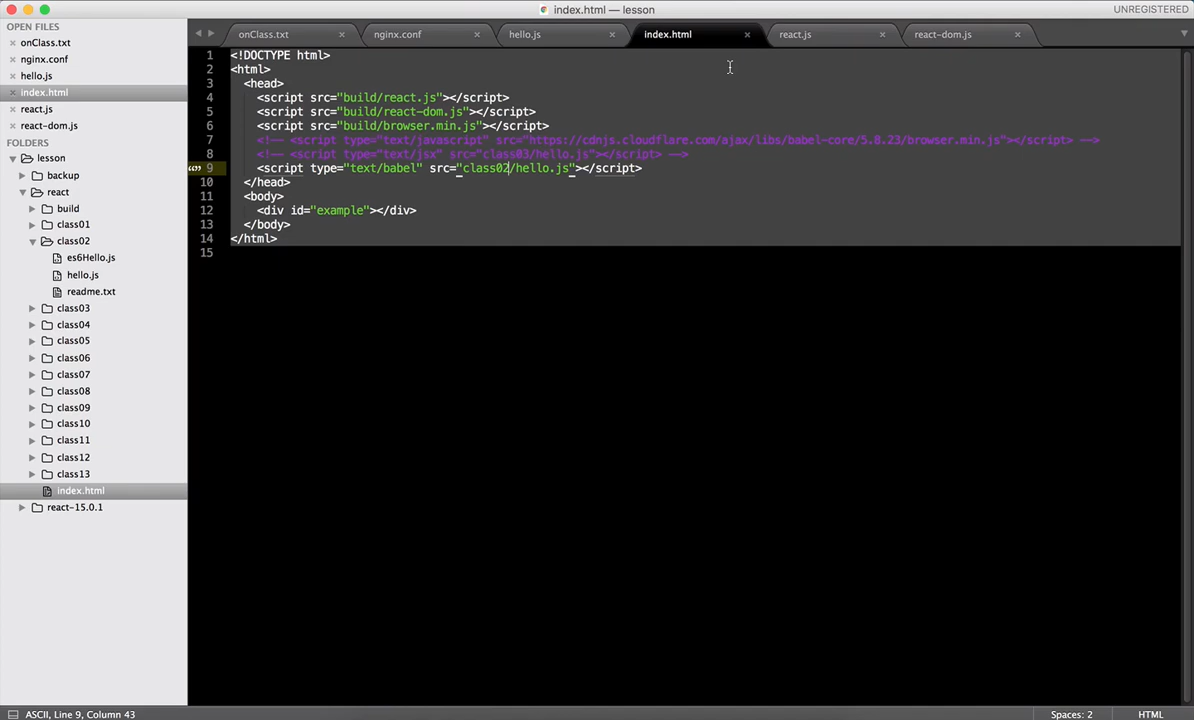 index.html — lesson
UNREGISTERED
OPEN FILES
onClass.txt
nginx.conf
hello.js
index.html
react.js
react-dom.js
FOLDERS
lesson
backup
react
build
class01
class02
es6Hello.js
hello.js
readme.txt
class03
class04
class05
class06
class07
class08
class09
class10
class11
class12
class13
index.html
react-15.0.1
onClass.txt
nginx.conf
hello.js
index.html
react.js
react-dom.js
1 <!DOCTYPE html>
2 <html>
3 <head>
4 <script src="build/react.js"></script>
5 <script src="build/react-dom.js"></script>
6 <script src="build/browser.min.js"></script>
7 <!-- <script type="text/javascript" src="https://cdnjs.cloudflare.com/ajax/libs/babel-core/5.8.23/browser.min.js"></script> -->
8 <!-- <script type="text/jsx" src="class03/hello.js"></script> -->
9 <script type="text/babel" src="class02/hello.js"></script>
10 </head>
11 <body>
12 <div id="example"></div>
13 </body>
14 </html>
15
ASCII, Line 9, Column 43
Spaces: 2
HTML